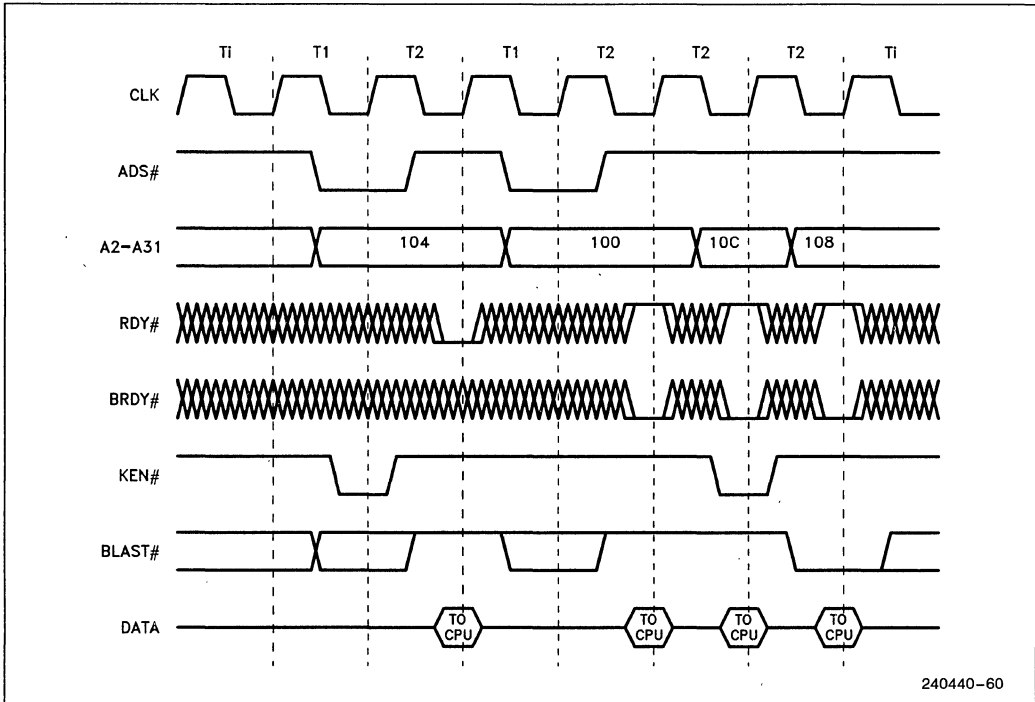 Ti T1 T2 T1 T2 T2 T2 Ti
CLK
ADS#
A2–A31 104 100 10C 108
RDY#
BRDY#
KEN#
BLAST#
DATA TO CPU TO CPU TO CPU TO CPU
240440–60